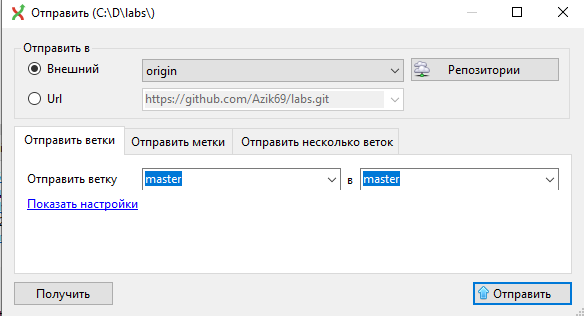 Отправить (C:\D\labs\)
Отправить в
Внешний origin Репозитории
Url https://github.com/Azik69/labs.git
Отправить ветки Отправить метки Отправить несколько веток
Отправить ветку master в master
Показать настройки
Получить Отправить